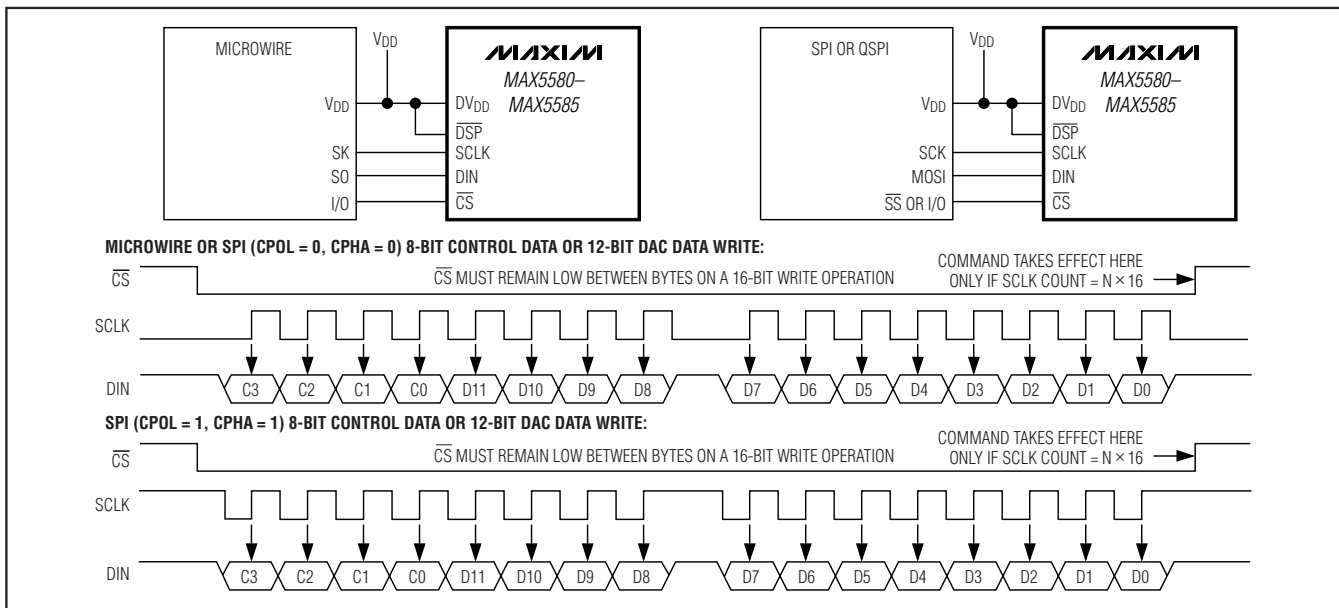 MICROWIRE
VDD
MAXIM
MAX5580–
MAX5585
VDD
DVDD
DSP
SK
SCLK
SO
DIN
I/O
CS
SPI OR QSPI
VDD
MAXIM
MAX5580–
MAX5585
VDD
DVDD
DSP
SCK
SCLK
MOSI
DIN
SS OR I/O
CS
MICROWIRE OR SPI (CPOL = 0, CPHA = 0) 8-BIT CONTROL DATA OR 12-BIT DAC DATA WRITE:
CS
CS MUST REMAIN LOW BETWEEN BYTES ON A 16-BIT WRITE OPERATION
COMMAND TAKES EFFECT HERE
ONLY IF SCLK COUNT = N × 16
SCLK
DIN C3 C2 C1 C0 D11 D10 D9 D8 D7 D6 D5 D4 D3 D2 D1 D0
SPI (CPOL = 1, CPHA = 1) 8-BIT CONTROL DATA OR 12-BIT DAC DATA WRITE:
CS
CS MUST REMAIN LOW BETWEEN BYTES ON A 16-BIT WRITE OPERATION
COMMAND TAKES EFFECT HERE
ONLY IF SCLK COUNT = N × 16
SCLK
DIN C3 C2 C1 C0 D11 D10 D9 D8 D7 D6 D5 D4 D3 D2 D1 D0